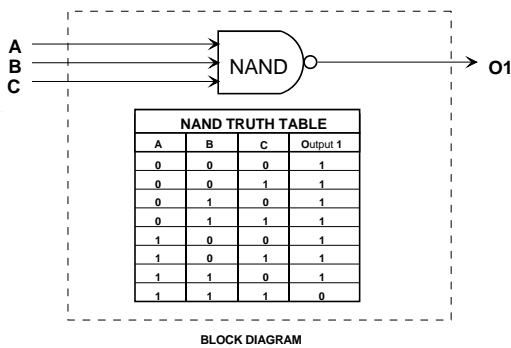 A
B
C
NAND
O1
NAND TRUTH TABLE
A B C Output 1
0 0 0 1
0 0 1 1
0 1 0 1
0 1 1 1
1 0 0 1
1 0 1 1
1 1 0 1
1 1 1 0
BLOCK DIAGRAM